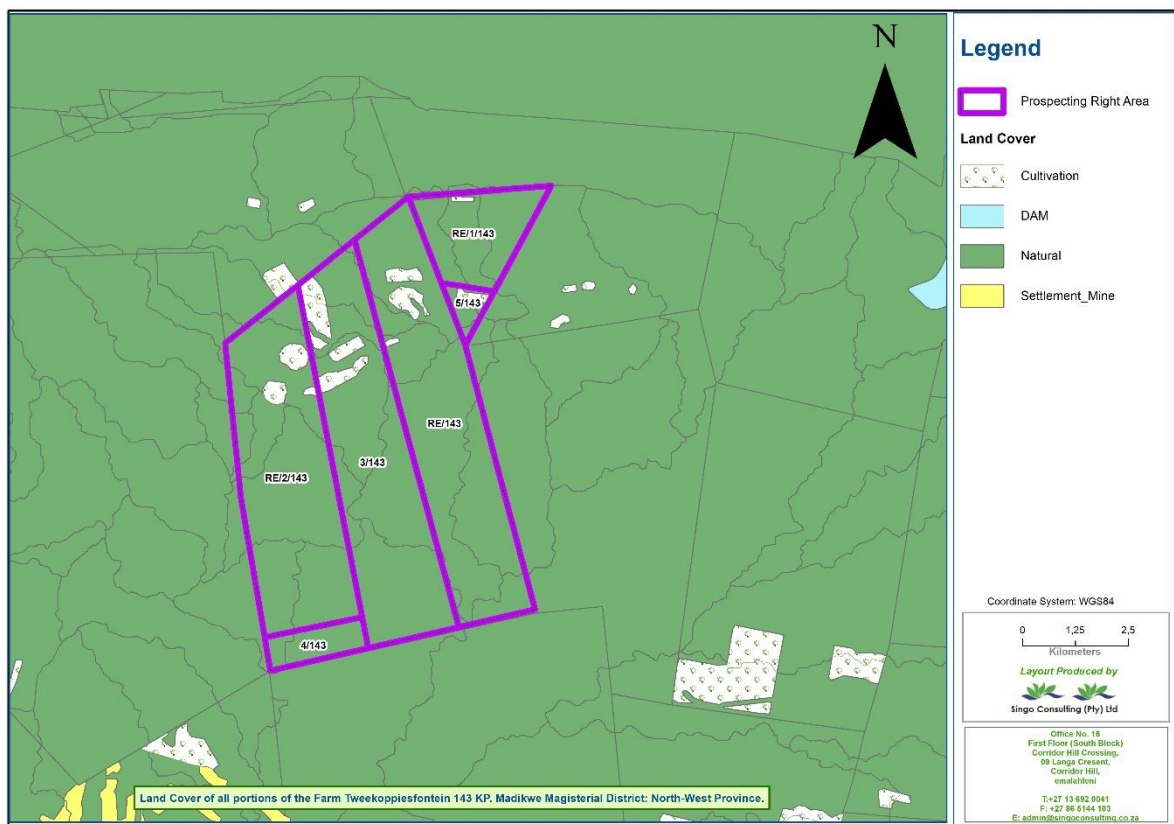 N
RE/1/143
5/143
RE/143
3/143
RE/2/143
4/143
Land Cover of all portions of the Farm Tweekoppiesfontein 143 KP. Madikwe Magisterial District: North-West Province.
Legend
Prospecting Right Area
Land Cover
Cultivation
DAM
Natural
Settlement_Mine
Coordinate System: WGS84
0 1,25 2,5
Kilometers
Layout Produced by
Singo Consulting (Pty) Ltd
Office No. 16
First Floor (South Block)
Corridor Hill Crossing,
09 Langa Cresent,
Corridor Hill,
emalahleni
T:+27 13 692 0041
F: +27 86 5144 103
E: admin@singoconsulting.co.za